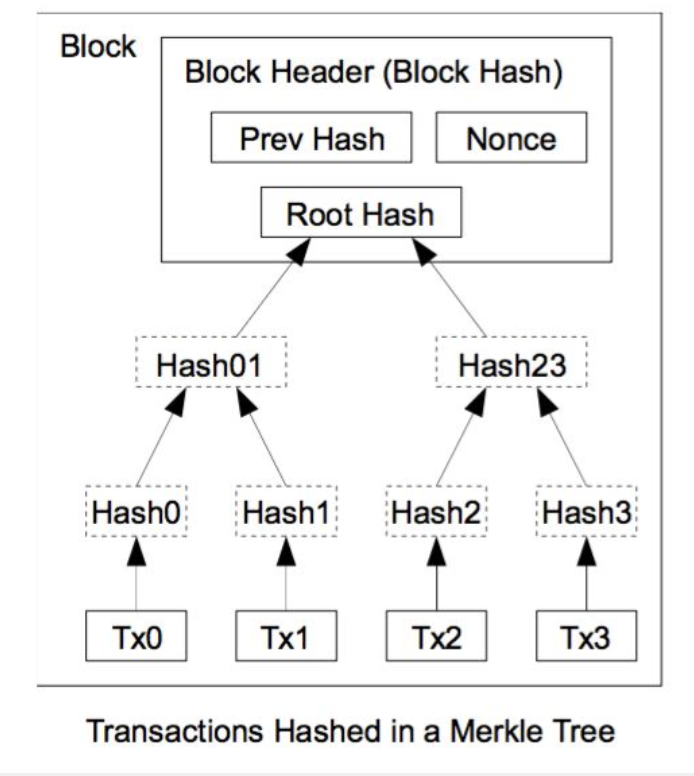 Block
Block Header (Block Hash)
Prev Hash
Nonce
Root Hash
Hash01
Hash23
Hash0
Hash1
Hash2
Hash3
Tx0
Tx1
Tx2
Tx3
Transactions Hashed in a Merkle Tree